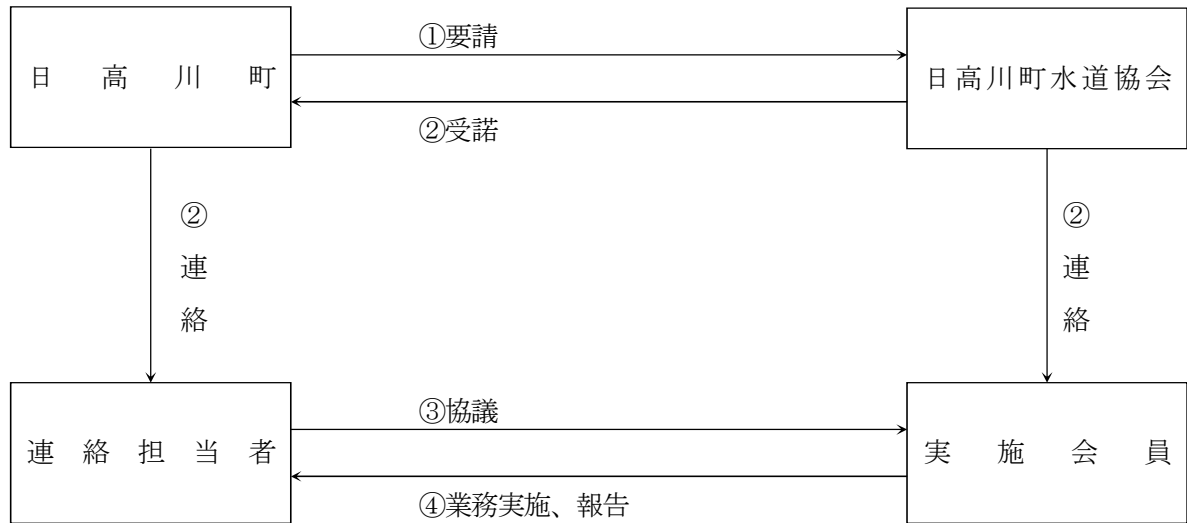 ①要請
日高川町
日高川町水道協会
②受諾
②連絡
②連絡
③協議
連絡担当者
実施会員
④業務実施、報告